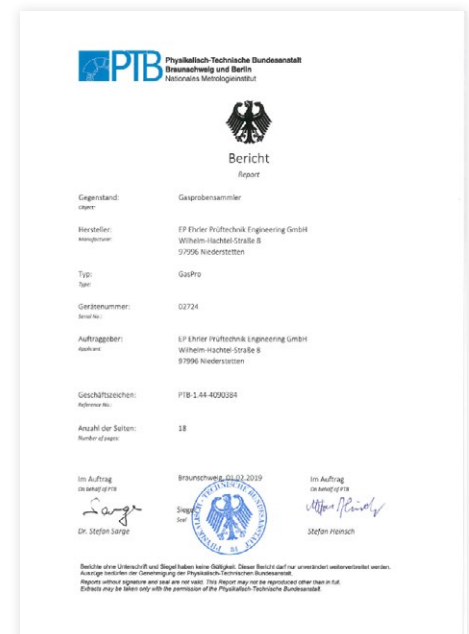 PTB
Physikalisch-Technische Bundesanstalt
Braunschweig und Berlin
Nationales Metrologieinstitut
Bericht
Report
Gegenstand: Gasprobensammler
Object:
Hersteller: EP Ehrler Prüftechnik Engineering GmbH
Manufacturer: Wilhelm-Hachtel-Straße 8
97996 Niederstetten
Typ: GasPro
Type:
Gerätenummer: 02724
Serial No.:
Auftraggeber: EP Ehrler Prüftechnik Engineering GmbH
Applicant: Wilhelm-Hachtel-Straße 8
97996 Niederstetten
Geschäftszeichen: PTB-1.44-4090384
Reference No.:
Anzahl der Seiten: 18
Number of pages:
Im Auftrag Braunschweig, 01.02.2019 Im Auftrag
On behalf of PTB On behalf of PTB
Siegel
Seal
Dr. Stefan Sarge Stefan Heinsch
Berichte ohne Unterschrift und Siegel haben keine Gültigkeit. Dieser Bericht darf nur unverändert weiterverbreitet werden.
Auszüge bedürfen der Genehmigung der Physikalisch-Technischen Bundesanstalt.
Reports without signature and seal are not valid. This Report may not be reproduced other than in full.
Extracts may be taken only with the permission of the Physikalisch-Technische Bundesanstalt.